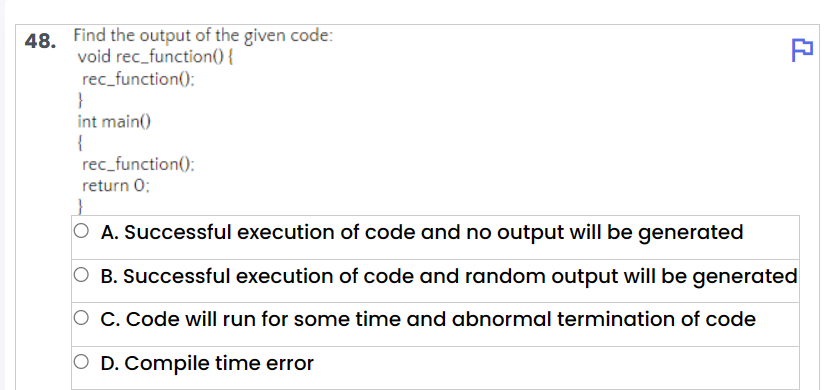 48. Find the output of the given code:
void rec_function() {
rec_function();
}
int main()
{
rec_function();
return 0;
}
A. Successful execution of code and no output will be generated
B. Successful execution of code and random output will be generated
C. Code will run for some time and abnormal termination of code
D. Compile time error